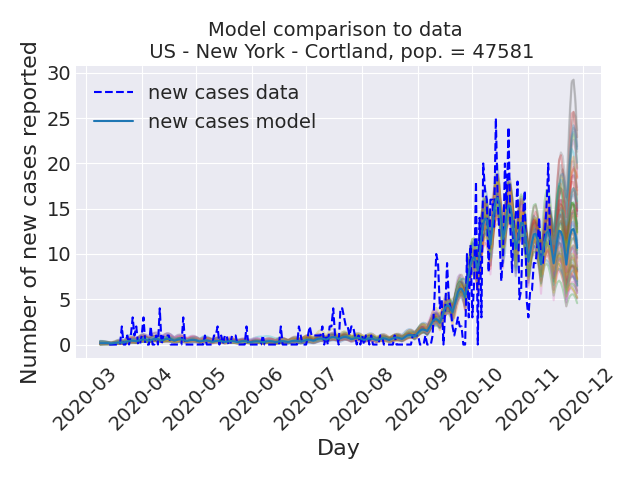 Model comparison to data
US - New York - Cortland, pop. = 47581
Number of new cases reported
30
25
20
15
10
5
0
new cases data
new cases model
2020-03
2020-04
2020-05
2020-06
2020-07
2020-08
2020-09
2020-10
2020-11
2020-12
Day